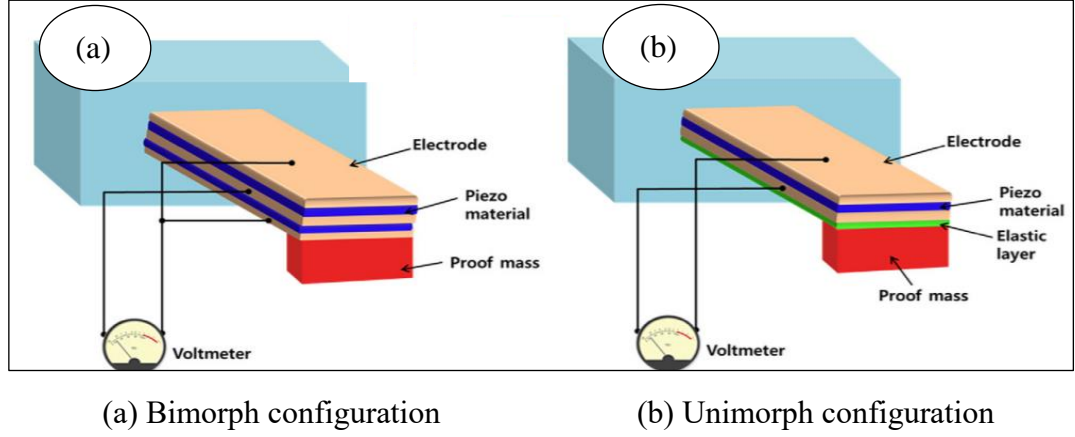 (a)
Electrode
Piezo
material
Proof mass
Voltmeter
(b)
Electrode
Piezo
material
Elastic
layer
Proof mass
Voltmeter
(a) Bimorph configuration
(b) Unimorph configuration